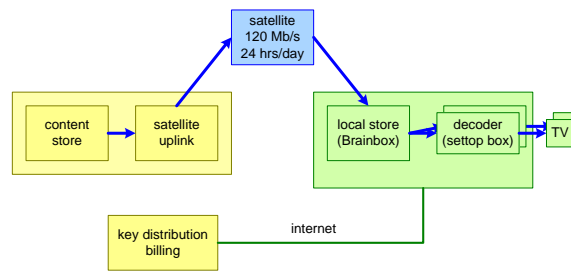 satellite
120 Mb/s
24 hrs/day
content
store
satellite
uplink
local store
(Brainbox)
decoder
(settop box)
TV
internet
key distribution
billing